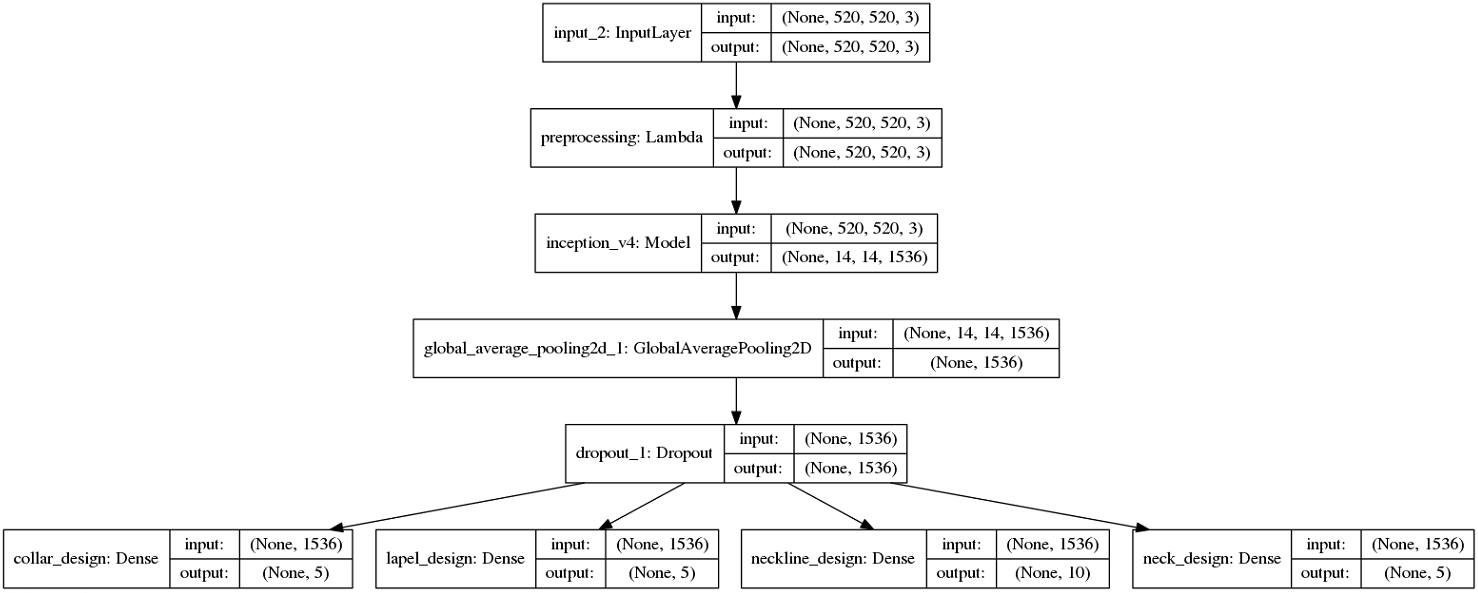 input_2: InputLayer
input: (None, 520, 520, 3)
output: (None, 520, 520, 3)
preprocessing: Lambda
input: (None, 520, 520, 3)
output: (None, 520, 520, 3)
inception_v4: Model
input: (None, 520, 520, 3)
output: (None, 14, 14, 1536)
global_average_pooling2d_1: GlobalAveragePooling2D
input: (None, 14, 14, 1536)
output: (None, 1536)
dropout_1: Dropout
input: (None, 1536)
output: (None, 1536)
collar_design: Dense
input: (None, 1536)
output: (None, 5)
lapel_design: Dense
input: (None, 1536)
output: (None, 5)
neckline_design: Dense
input: (None, 1536)
output: (None, 10)
neck_design: Dense
input: (None, 1536)
output: (None, 5)